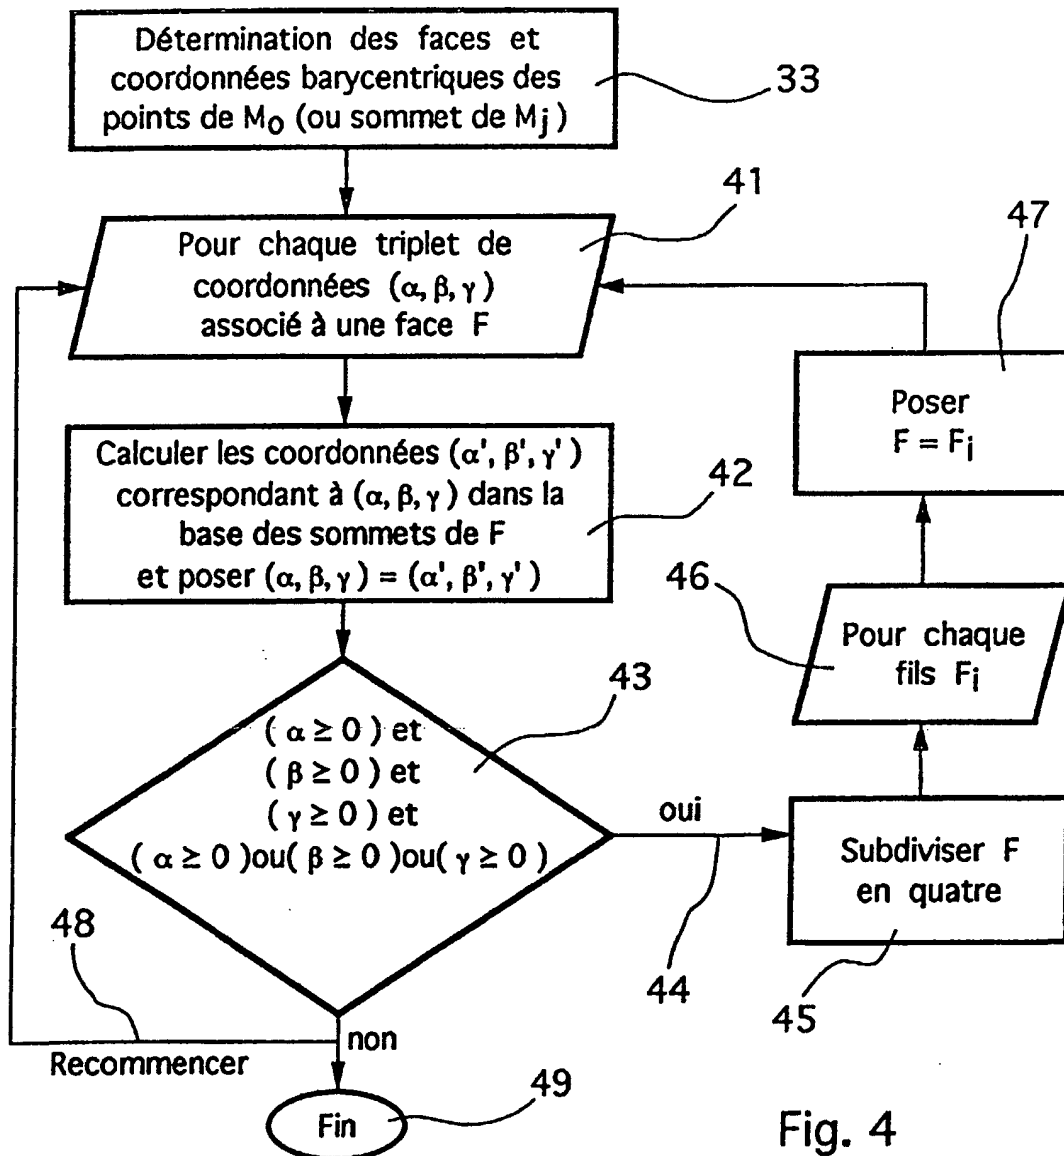 Détermination des faces et
coordonnées barycentriques des
points de M0 (ou sommet de Mj)
33
41
Pour chaque triplet de
coordonnées (α, β, γ)
associé à une face F
47
Poser
F = Fi
Calculer les coordonnées (α', β', γ')
correspondant à (α, β, γ) dans la
base des sommets de F
et poser (α, β, γ) = (α', β', γ')
42
46
Pour chaque
fils Fi
43
( α ≥ 0 ) et
( β ≥ 0 ) et
( γ ≥ 0 ) et
( α ≥ 0 )ou( β ≥ 0 )ou( γ ≥ 0 )
oui
44
Subdiviser F
en quatre
45
48
Recommencer
non
Fin
49
Fig. 4